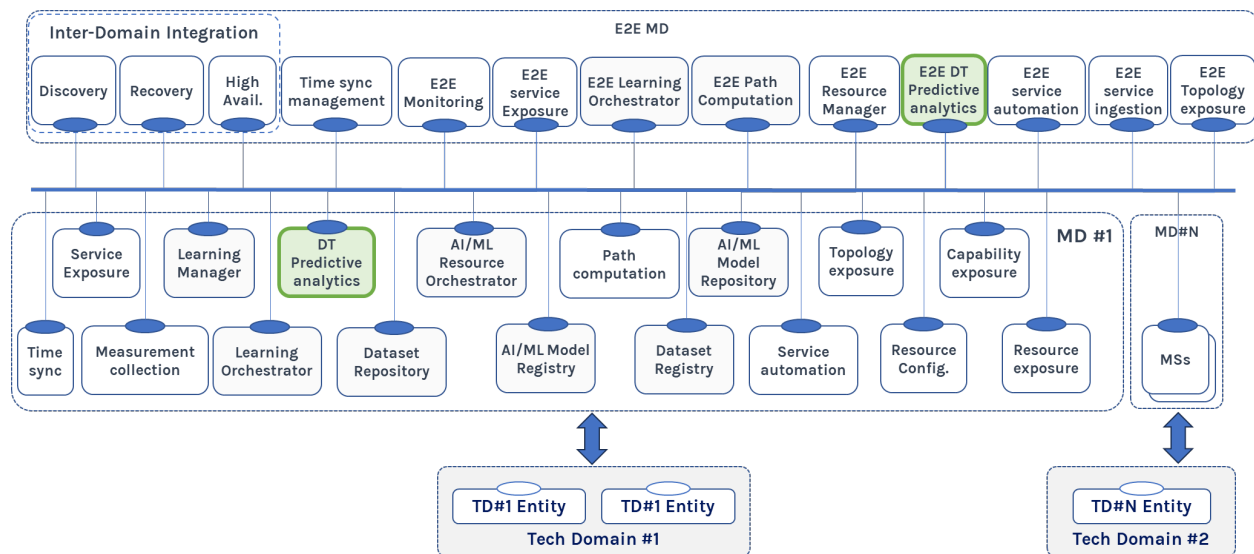 Inter-Domain Integration
E2E MD
Discovery
Recovery
High
Avail.
Time sync
management
E2E
Monitoring
E2E
service
Exposure
E2E Learning
Orchestrator
E2E Path
Computation
E2E
Resource
Manager
E2E DT
Predictive
analytics
E2E
service
automation
E2E
service
ingestion
E2E
Topology
exposure
MD #1
MD#N
Service
Exposure
Learning
Manager
DT
Predictive
analytics
AI/ML
Resource
Orchestrator
Path
computation
AI/ML
Model
Repository
Topology
exposure
Capability
exposure
Time
sync
Measurement
collection
Learning
Orchestrator
Dataset
Repository
AI/ML Model
Registry
Dataset
Registry
Service
automation
Resource
Config.
Resource
exposure
MSs
TD#1 Entity
TD#1 Entity
Tech Domain #1
TD#N Entity
Tech Domain #2